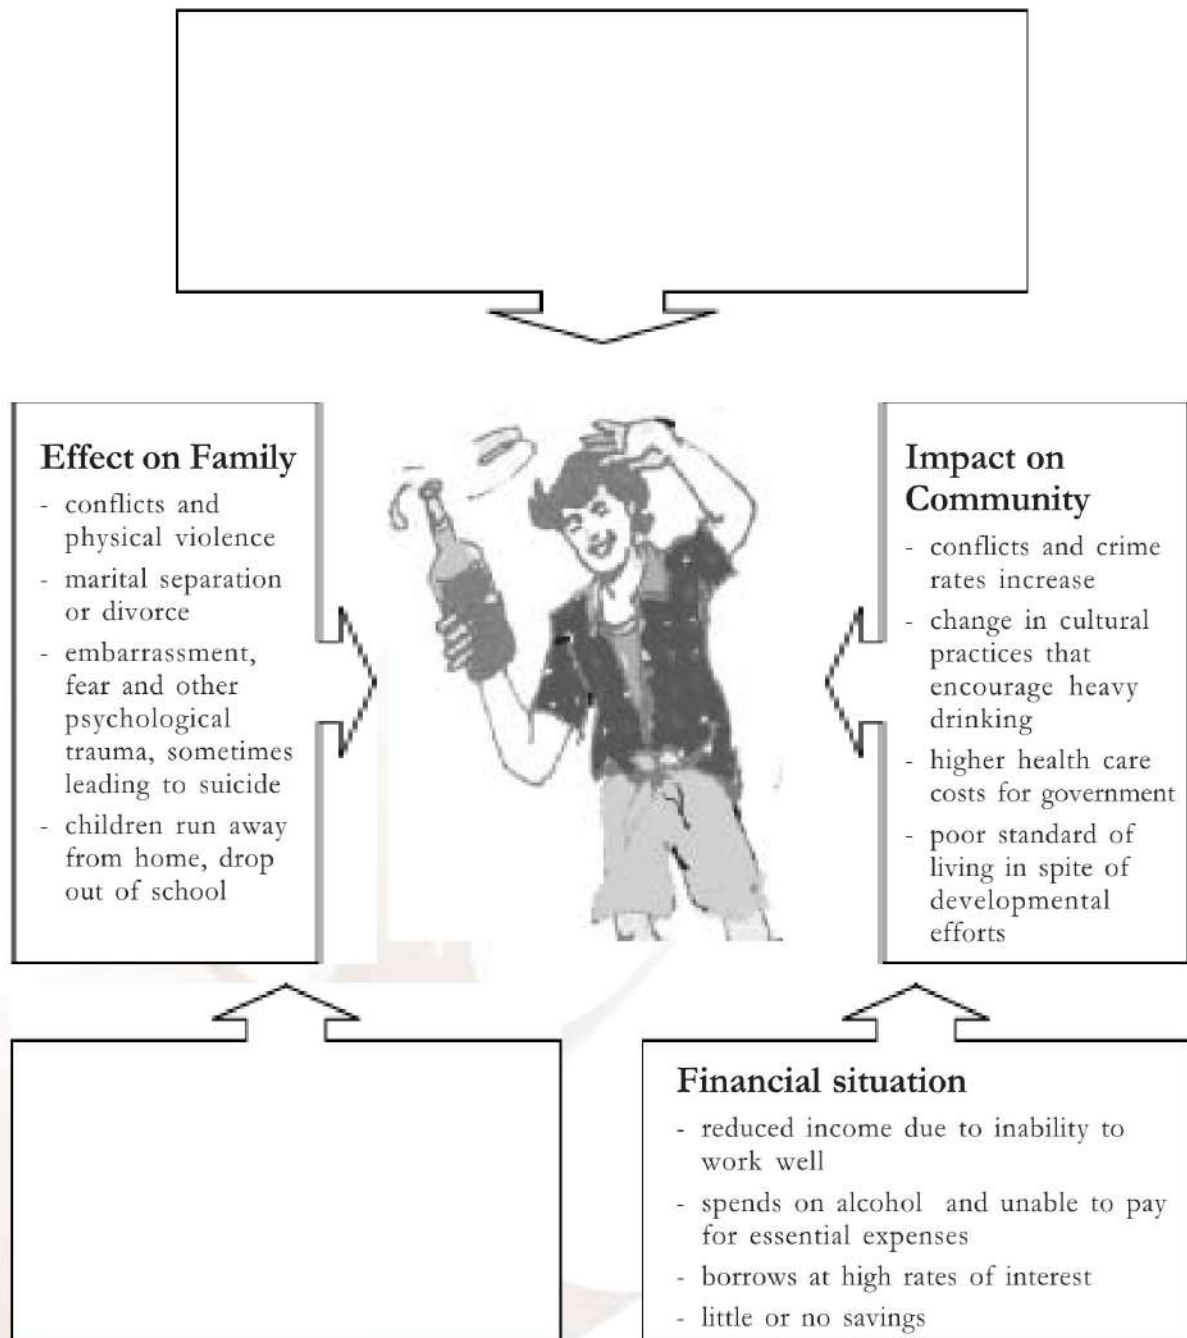 Effect on Family
- conflicts and
physical violence
- marital separation
or divorce
- embarrassment,
fear and other
psychological
trauma, sometimes
leading to suicide
- children run away
from home, drop
out of school
Impact on
Community
- conflicts and crime
rates increase
- change in cultural
practices that
encourage heavy
drinking
- higher health care
costs for government
- poor standard of
living in spite of
developmental
efforts
Financial situation
- reduced income due to inability to
work well
- spends on alcohol and unable to pay
for essential expenses
- borrows at high rates of interest
- little or no savings